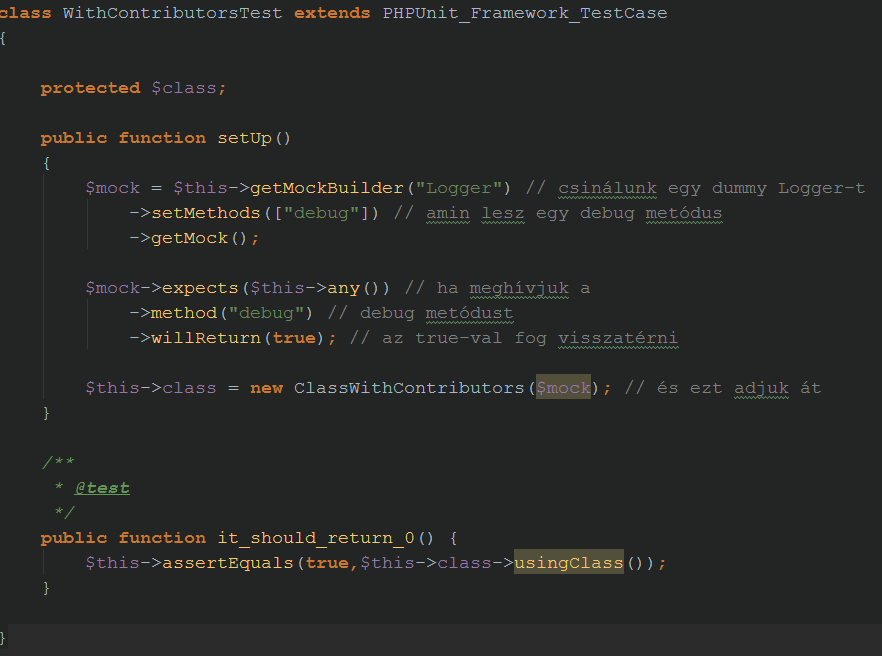 class WithContributorsTest extends PHPUnit_Framework_TestCase
{
protected $class;
public function setUp()
{
$mock = $this->getMockBuilder("Logger") // csinálunk egy dummy Logger-t
->setMethods(["debug"]) // amin lesz egy debug metódus
->getMock();
$mock->expects($this->any()) // ha meghívjuk a
->method("debug") // debug metódust
->willReturn(true); // az true-val fog visszatérni
$this->class = new ClassWithContributors($mock); // és ezt adjuk át
}
/**
* @test
*/
public function it_should_return_0() {
$this->assertEquals(true,$this->class->usingClass());
}
}